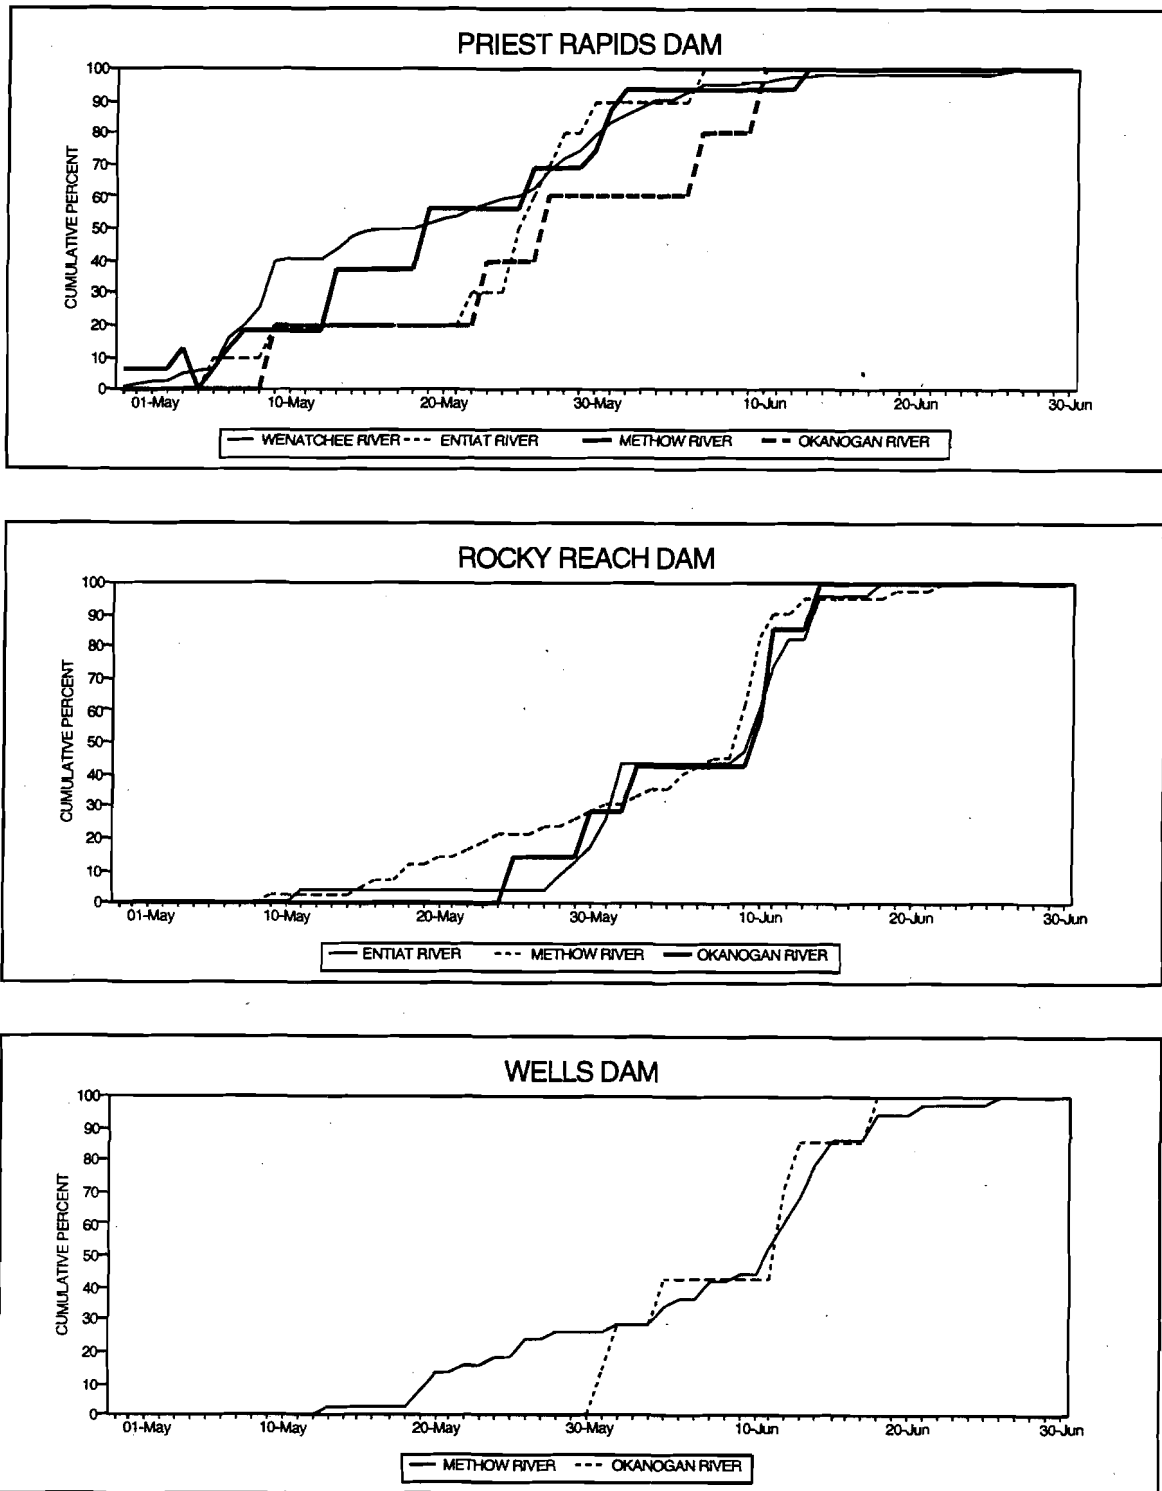 PRIEST RAPIDS DAM
CUMULATIVE PERCENT
100
90
80
70
60
50
40
30
20
10
0
01-May 10-May 20-May 30-May 10-Jun 20-Jun 30-Jun
WENATCHEE RIVER ENTIAT RIVER METHOW RIVER OKANOGAN RIVER
ROCKY REACH DAM
CUMULATIVE PERCENT
100
90
80
70
60
50
40
30
20
10
0
01-May 10-May 20-May 30-May 10-Jun 20-Jun 30-Jun
ENTIAT RIVER METHOW RIVER OKANOGAN RIVER
WELLS DAM
CUMULATIVE PERCENT
100
90
80
70
60
50
40
30
20
10
0
01-May 10-May 20-May 30-May 10-Jun 20-Jun 30-Jun
METHOW RIVER OKANOGAN RIVER